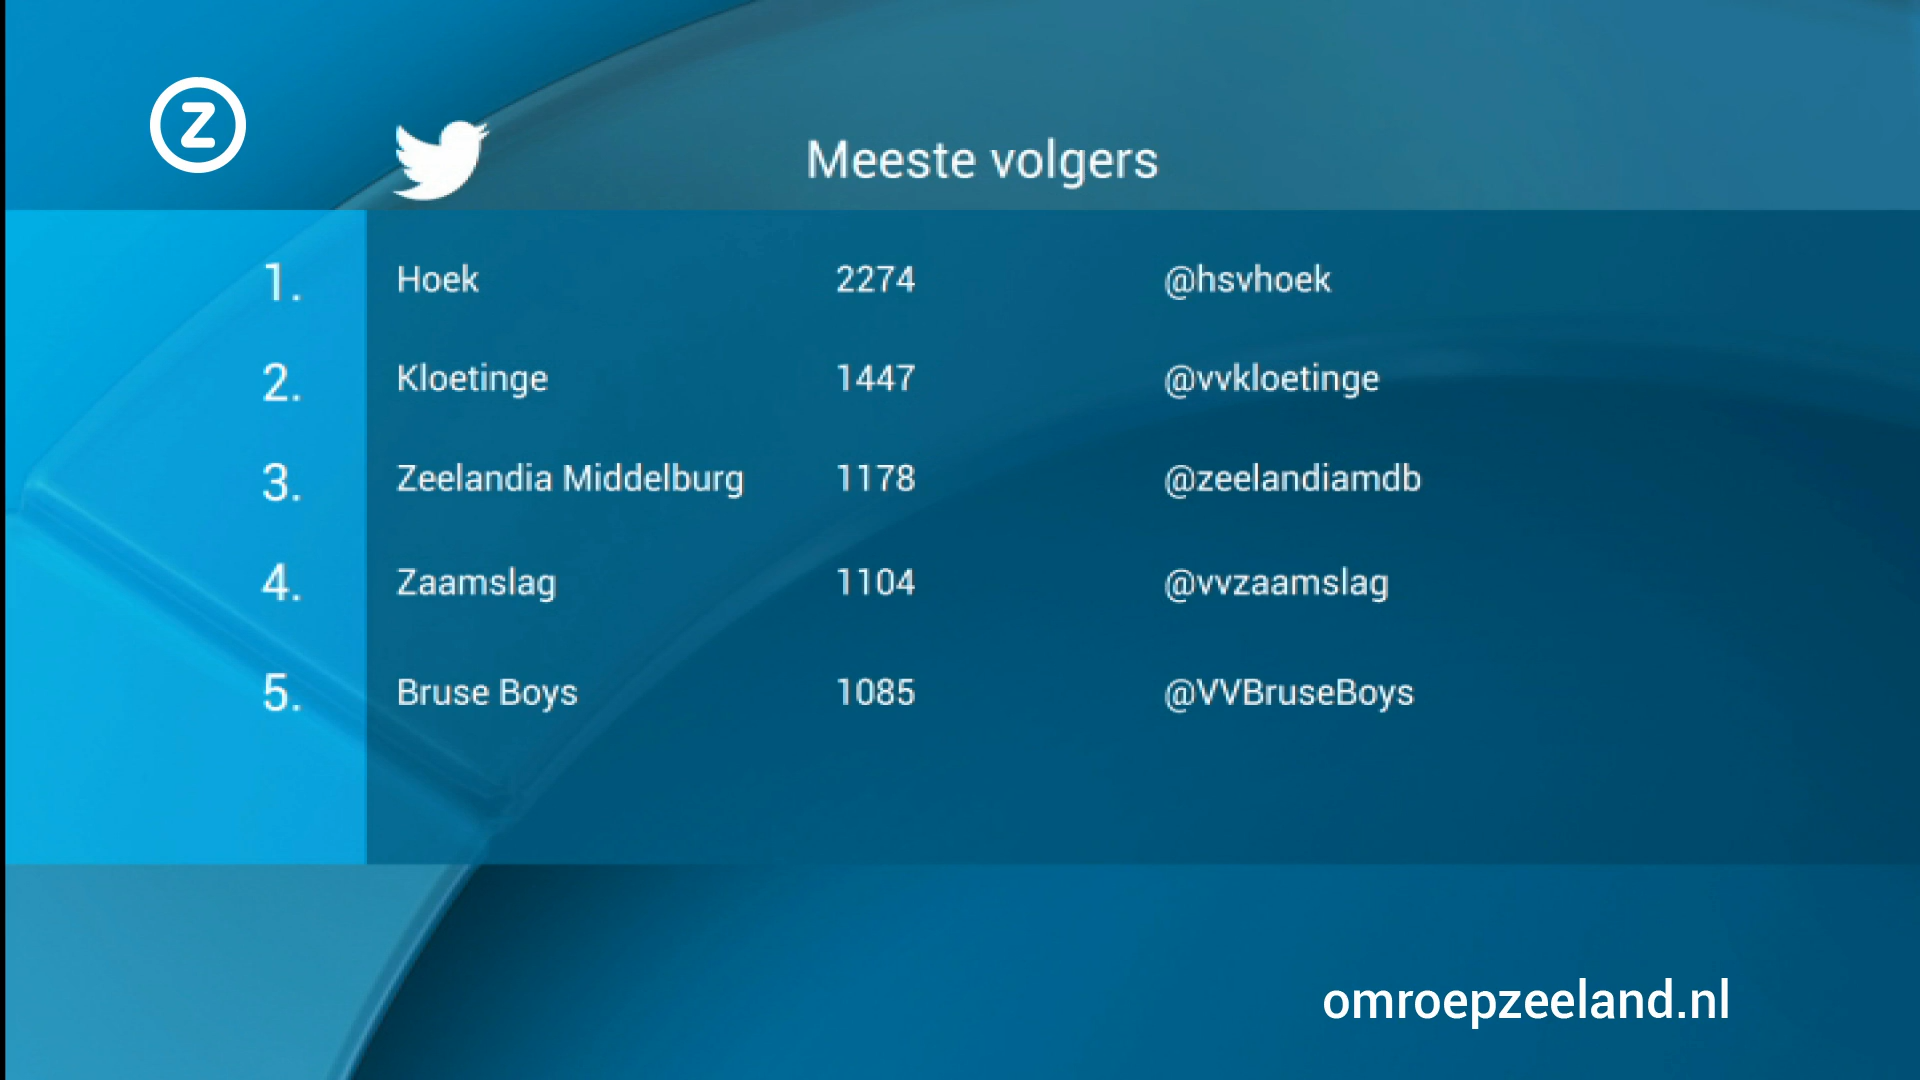 Z
Meeste volgers
1. Hoek 2274 @hsvhoek
2. Kloetinge 1447 @vvkloetinge
3. Zeelandia Middelburg 1178 @zeelandiamdb
4. Zaamslag 1104 @vvzaamslag
5. Bruse Boys 1085 @VVBruseBoys
omroepzeeland.nl